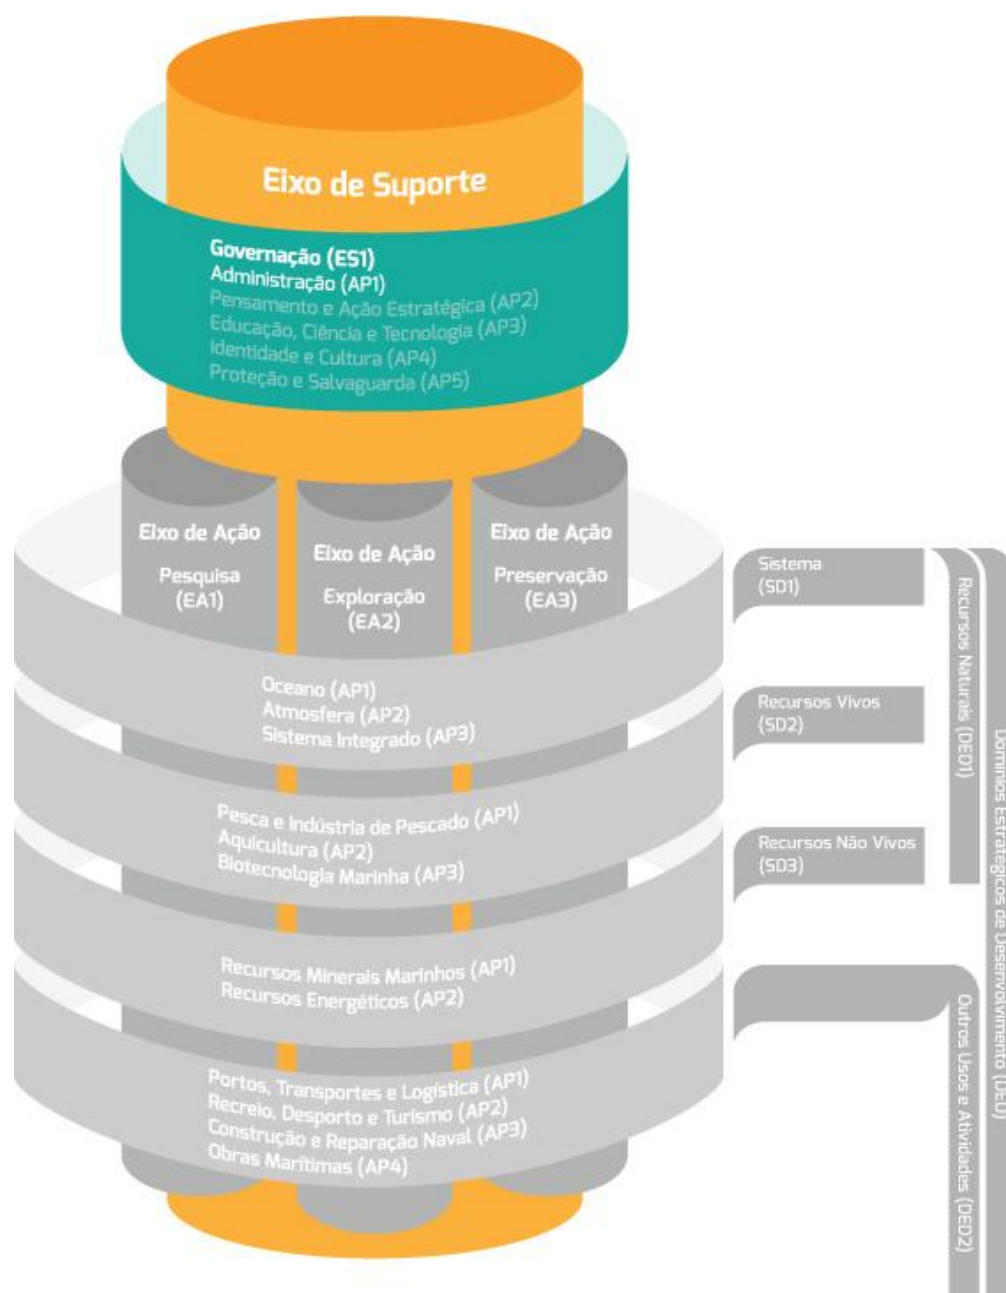 Eixo de Suporte
Governação (ES1)
Administração (AP1)
Pensamento e Ação Estratégica (AP2)
Educação, Ciência e Tecnologia (AP3)
Identidade e Cultura (AP4)
Proteção e Salvaguarda (AP5)
Eixo de Ação
Pesquisa
(EA1)
Eixo de Ação
Exploração
(EA2)
Eixo de Ação
Preservação
(EA3)
Oceano (AP1)
Atmosfera (AP2)
Sistema Integrado (AP3)
Pesca e Indústria de Pescado (AP1)
Aquicultura (AP2)
Biotecnologia Marinha (AP3)
Recursos Minerais Marinhos (AP1)
Recursos Energéticos (AP2)
Portos, Transportes e Logística (AP1)
Recreio, Desporto e Turismo (AP2)
Construção e Reparação Naval (AP3)
Obras Marítimas (AP4)
Sistema
(SD1)
Recursos Vivos
(SD2)
Recursos Não Vivos
(SD3)
Recursos Naturais (DED1)
Outros Usos e Atividades (DED2)
Domínios Estratégicos de Desenvolvimento (DED)